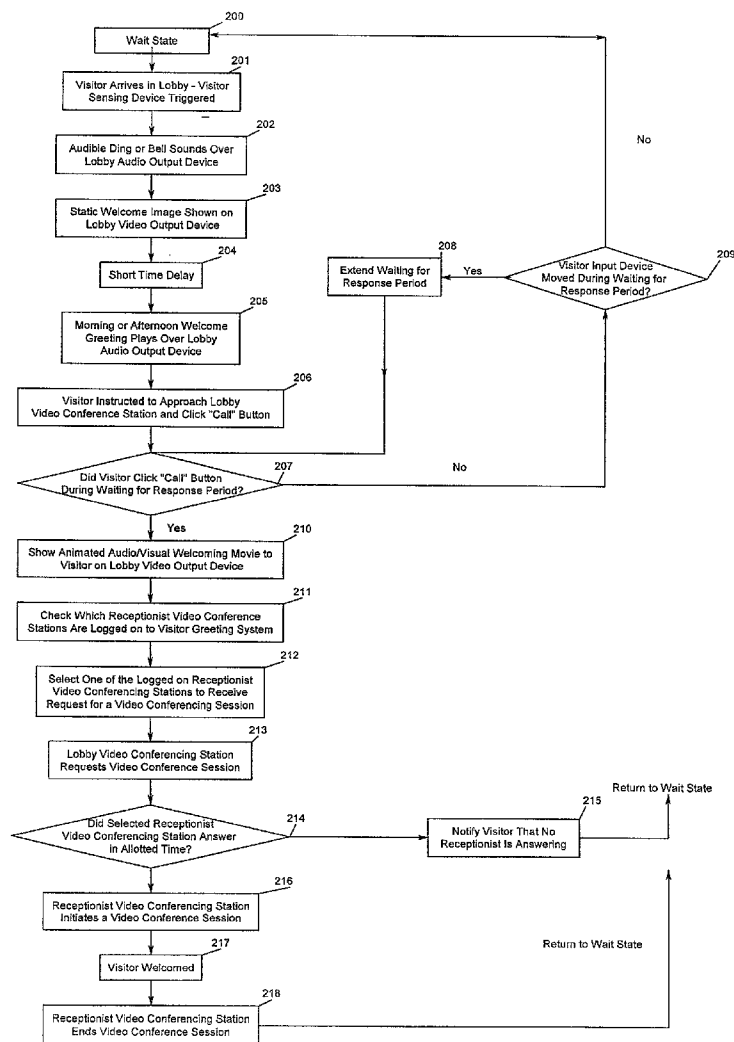 200
Wait State
201
Visitor Arrives in Lobby - Visitor
Sensing Device Triggered
202
Audible Ding or Bell Sounds Over
Lobby Audio Output Device
No
203
Static Welcome Image Shown on
Lobby Video Output Device
204
Short Time Delay
208
Extend Waiting for
Response Period
Yes
209
Visitor Input Device
Moved During Waiting for
Response Period?
205
Morning or Afternoon Welcome
Greeting Plays Over Lobby
Audio Output Device
206
Visitor Instructed to Approach Lobby
Video Conference Station and Click "Call" Button
207
Did Visitor Click "Call" Button
During Waiting for Response Period?
No
Yes
210
Show Animated Audio/Visual Welcoming Movie to
Visitor on Lobby Video Output Device
211
Check Which Receptionist Video Conference
Stations Are Logged on to Visitor Greeting System
212
Select One of the Logged on Receptionist
Video Conferencing Stations to Receive
Request for a Video Conferencing Session
213
Lobby Video Conferencing Station
Requests Video Conference Session
214
Did Selected Receptionist
Video Conferencing Station Answer
in Allotted Time?
215
Notify Visitor That No
Receptionist Is Answering
Return to Wait State
216
Receptionist Video Conferencing Station
Initiates a Video Conference Session
217
Visitor Welcomed
Return to Wait State
218
Receptionist Video Conferencing Station
Ends Video Conference Session